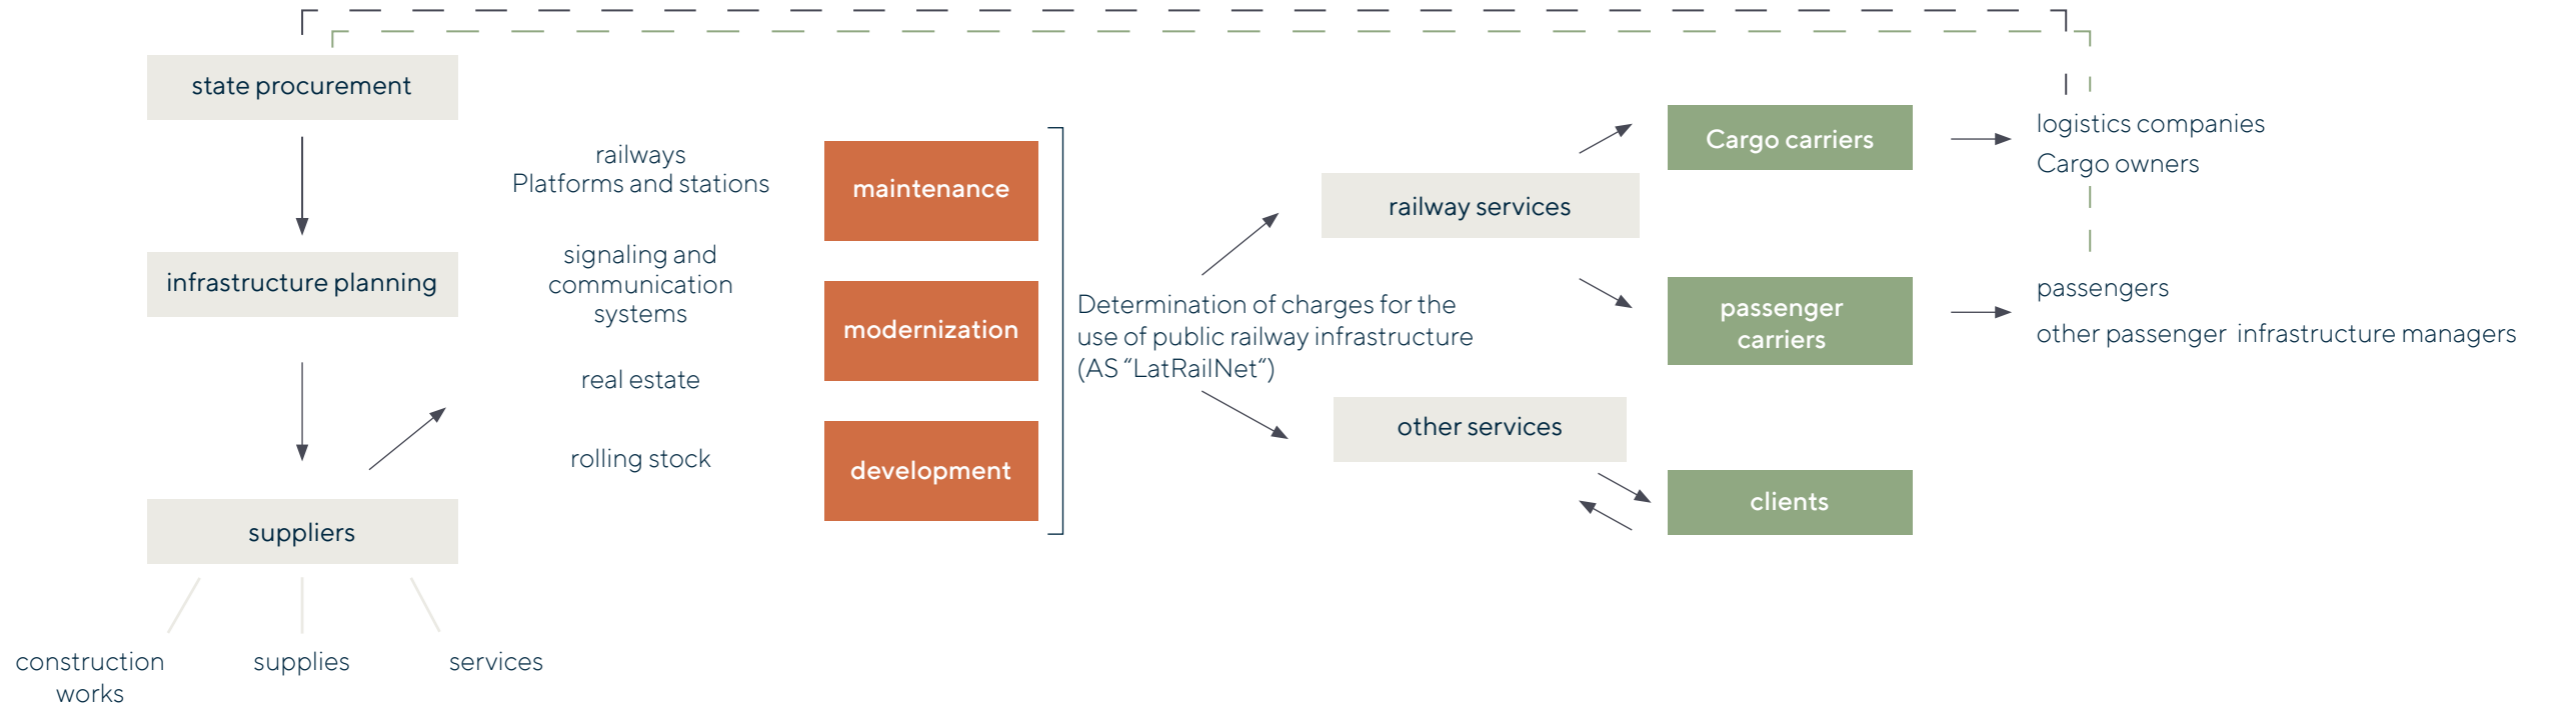 state procurement
infrastructure planning
suppliers
construction
works
supplies
services
railways
Platforms and stations
signaling and
communication
systems
real estate
rolling stock
maintenance
modernization
development
Determination of charges for the
use of public railway infrastructure
(AS “LatRailNet“)
railway services
other services
Cargo carriers
passenger
carriers
clients
logistics companies
Cargo owners
passengers
other passenger infrastructure managers